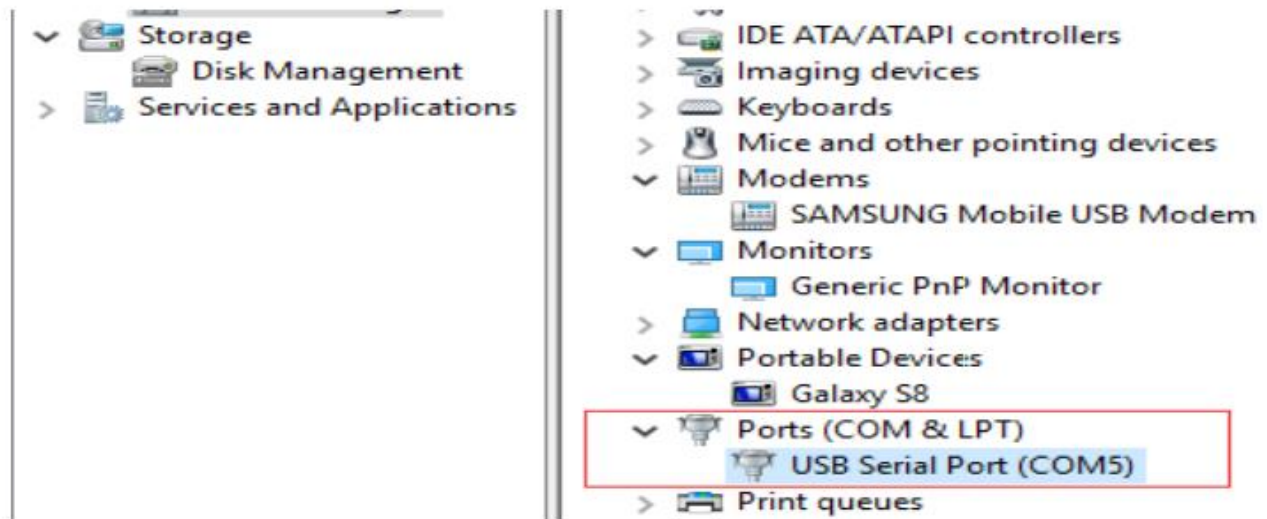 Storage
Disk Management
Services and Applications
IDE ATA/ATAPI controllers
Imaging devices
Keyboards
Mice and other pointing devices
Modems
SAMSUNG Mobile USB Modem
Monitors
Generic PnP Monitor
Network adapters
Portable Devices
Galaxy S8
Ports (COM & LPT)
USB Serial Port (COM5)
Print queues